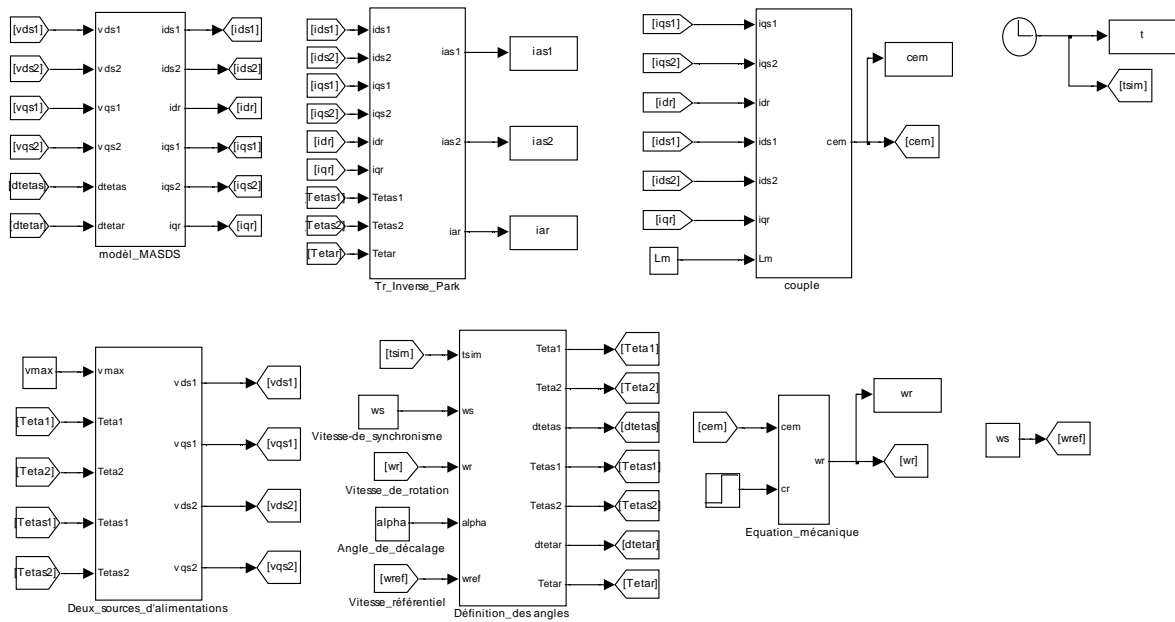 [vds1] vds1 ids1 [ids1]
[vds2] vds2 ids2 [ids2]
[vqs1] vqs1 idr [idr]
[vqs2] vqs2 iqs1 [iqs1]
[dtetas] dtetas iqs2 [iqs2]
[dtetar] dtetar iqr [iqr]
modèl_MASDS
[ids1] ids1
ias1 ias1
[ids2] ids2
[iqs1] iqs1
[iqs2] iqs2
ias2 ias2
[idr] idr
[iqr] iqr
[Tetas1] Tetas1
[Tetas2] Tetas2
iar iar
[Tetar] Tetar
Tr_Inverse_Park
[iqs1] iqs1
[iqs2] iqs2
cem
[idr] idr
[ids1] ids1
cem [cem]
[ids2] ids2
[iqr] iqr
Lm Lm
couple
t
[tsim]
vmax vmax
vds1 [vds1]
[Teta1] Teta1
vqs1 [vqs1]
[Teta2] Teta2
vds2 [vds2]
[Tetas1] Tetas1
vqs2 [vqs2]
[Tetas2] Tetas2
Deux_sources_d'alimentations
[tsim] tsim
Teta1 [Teta1]
Teta2 [Teta2]
ws ws
Vitesse-de_synchronisme
dtetas [dtetas]
[wr] wr
Tetas1 [Tetas1]
Vitesse_de_rotation
Tetas2 [Tetas2]
alpha alpha
Angle_de_décalage
dtetar [dtetar]
[wref] wref
Tetar [Tetar]
Vitesse_référentiel
Définition_des angles
wr
[cem] cem
wr [wr]
cr
Equation_mécanique
ws [wref]